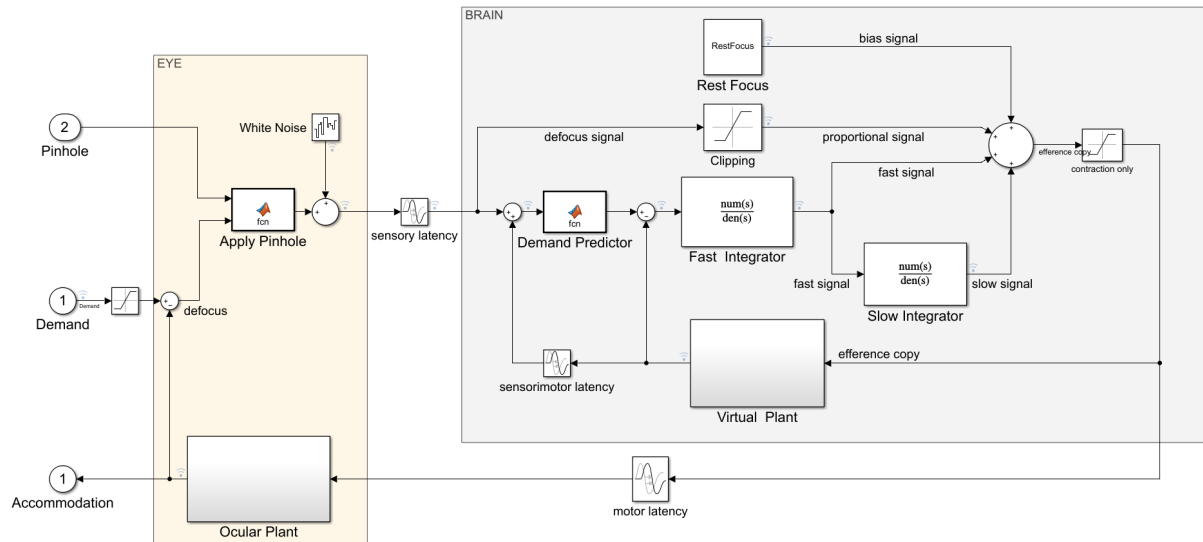 BRAIN
EYE
RestFocus
bias signal
Rest Focus
2
Pinhole
White Noise
defocus signal
Clipping
proportional signal
efference copy
contraction only
fast signal
fcn
Apply Pinhole
sensory latency
fcn
Demand Predictor
num(s)
den(s)
Fast Integrator
1
Demand
Demand
defocus
fast signal
num(s)
den(s)
slow signal
Slow Integrator
sensorimotor latency
efference copy
Virtual Plant
1
Accommodation
Ocular Plant
motor latency